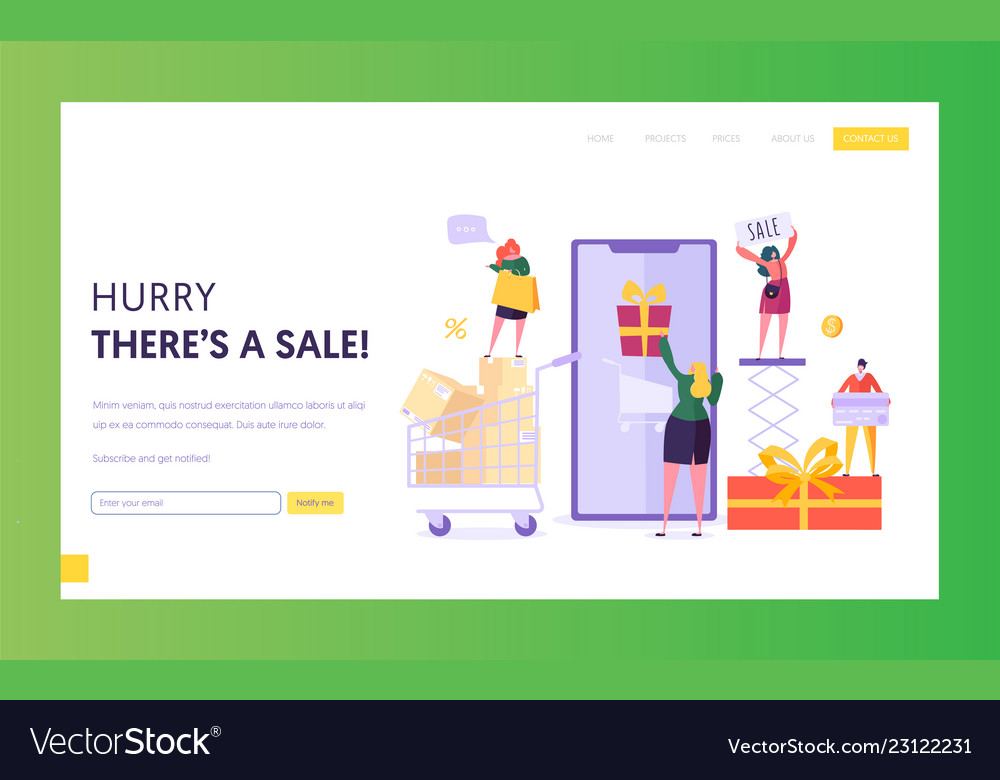 HOME PROJECTS PRICES ABOUT US CONTACT US
SALE
%
$
HURRY
THERE'S A SALE!
Minim veniam, quis nostrud exercitation ullamco laboris ut aliqi
uip ex ea commodo consequat. Duis aute irure dolor.
Subscribe and get notified!
Enter your email Notify me
VectorStock®
VectorStock.com/23122231